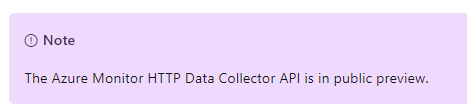 Note
The Azure Monitor HTTP Data Collector API is in public preview.